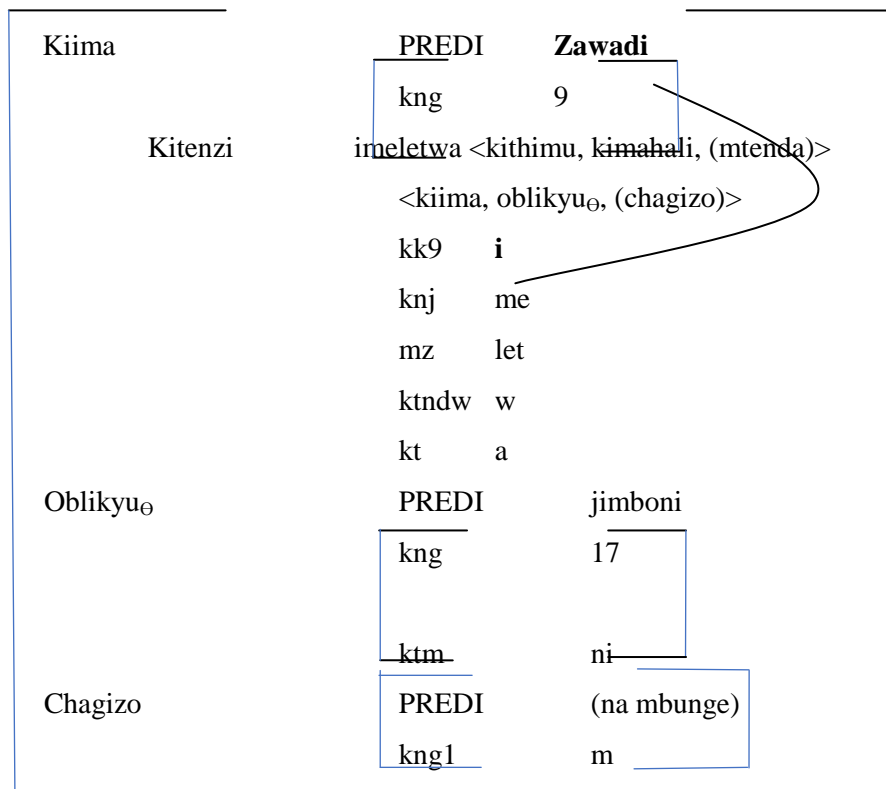 Kiima PREDI Zawadi
kng 9
Kitenzi imeletwa <kithimu, kimahali, (mtenda)>
<kiima, oblikyuϴ, (chagizo)>
kk9 i
knj me
mz let
ktndw w
kt a
Oblikyuϴ PREDI jimboni
kng 17
ktm ni
Chagizo PREDI (na mbunge)
kng1 m